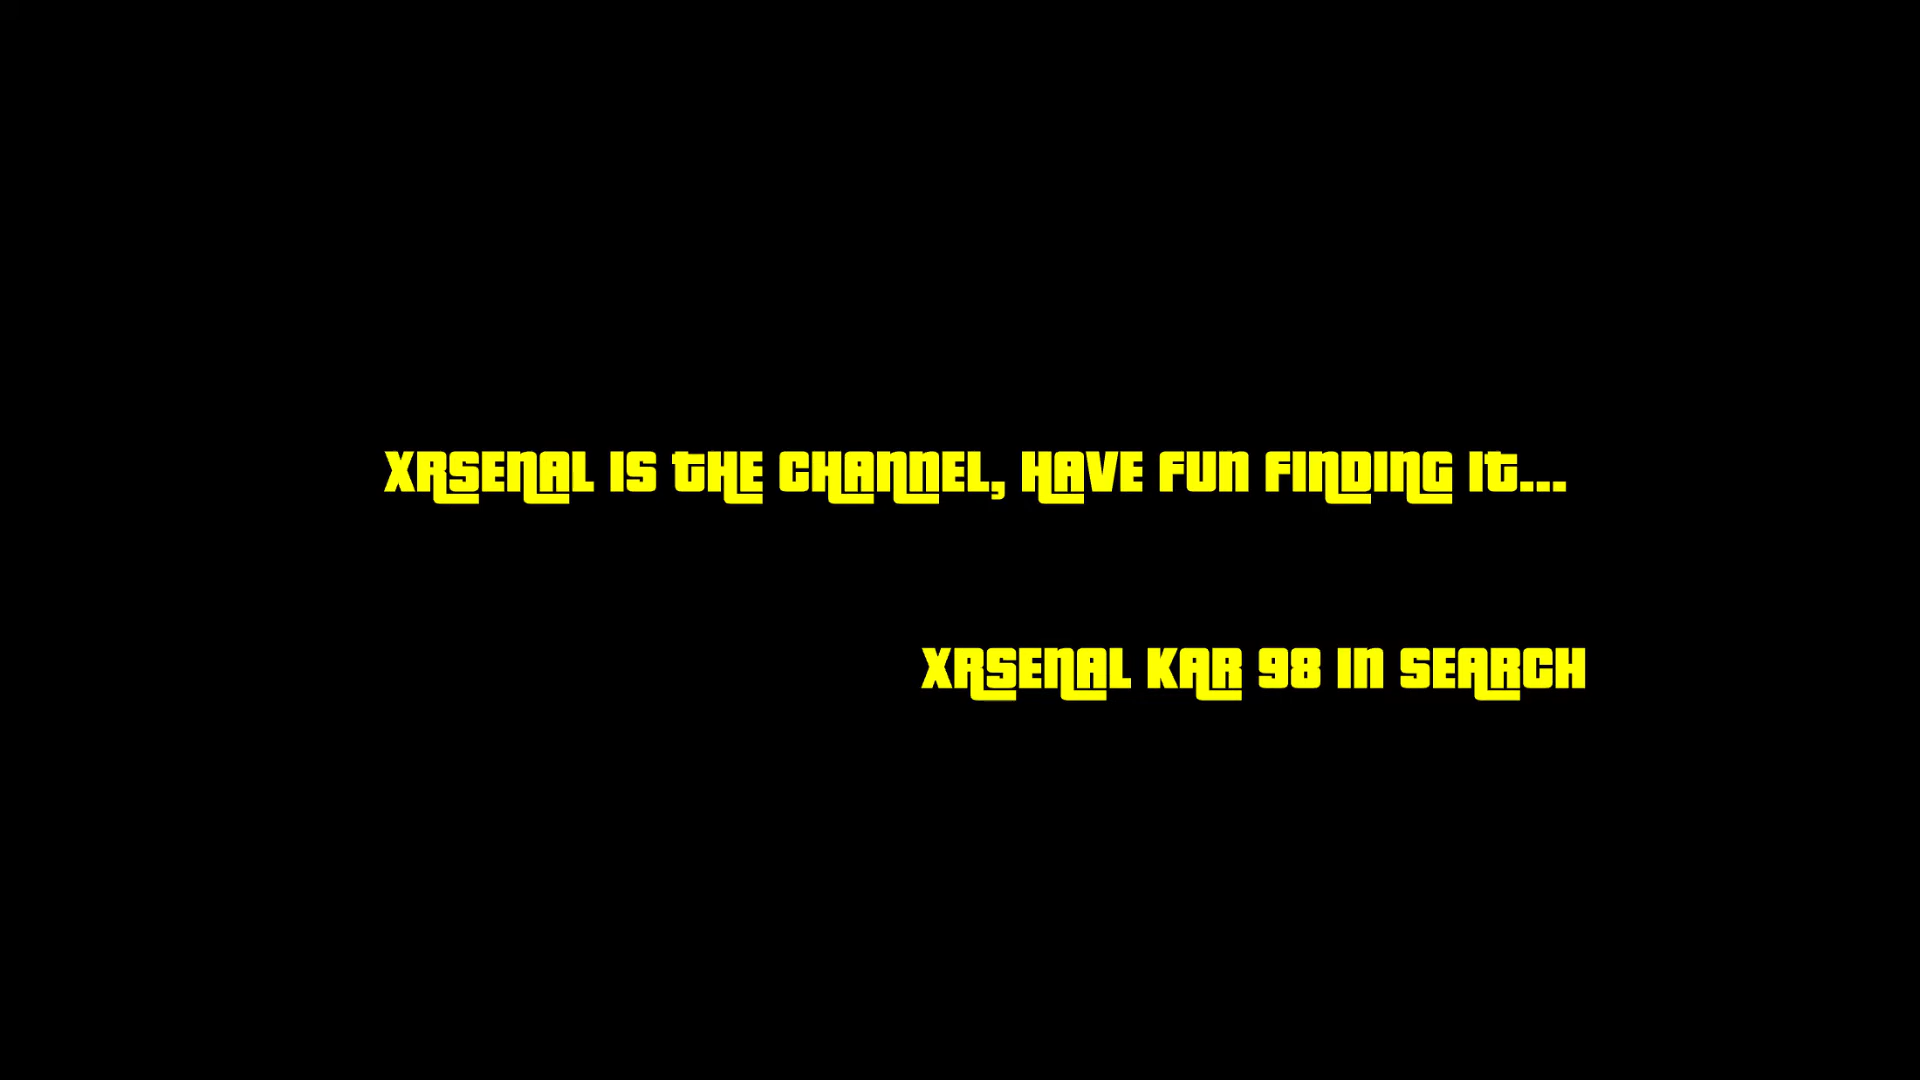 XRSENAL IS tHE CHANNEL, HAVE FUN FINDING It...
XRSENAL KAR 98 IN SEARCH